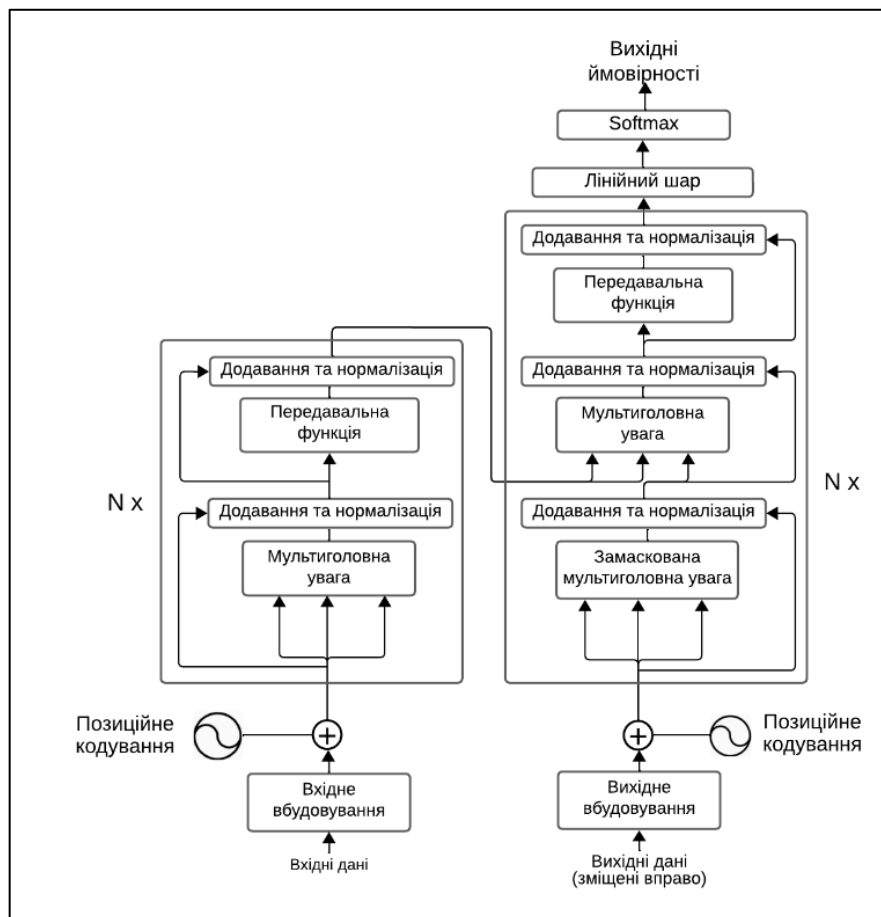 Вихідні
ймовірності
Softmax
Лінійний шар
Додавання та нормалізація
Передавальна
функція
Додавання та нормалізація
Мультиголовна
увага
Додавання та нормалізація
Замаскована
мультиголовна увага
N x
Позиційне
кодування
Вихідне
вбудовування
Вихідні дані
(зміщені вправо)
Додавання та нормалізація
Передавальна
функція
N x
Додавання та нормалізація
Мультиголовна
увага
Позиційне
кодування
Вхідне
вбудовування
Вхідні дані